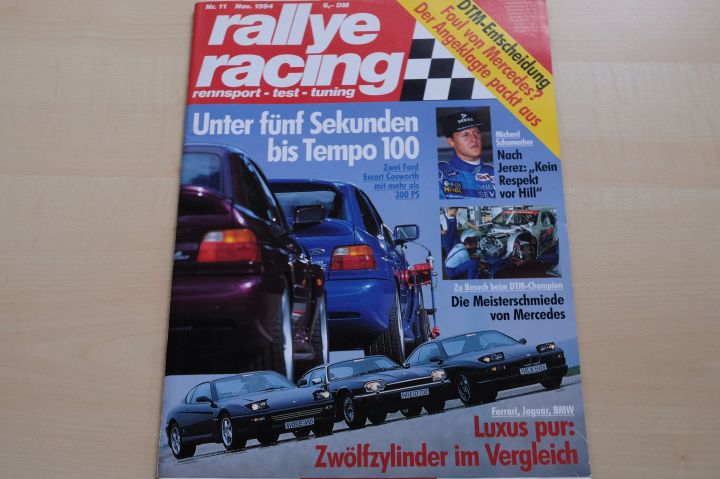 Nr. 11 Nov. 1994 6,- DM
rallye
racing
rennsport - test - tuning
DTM-Entscheidung
Foul von Mercedes?
Der Angeklagte packt aus
Unter fünf Sekunden
bis Tempo 100
Zwei Ford
Escort Cosworth
mit mehr als
300 PS
DEKRA
Michael
Schumacher
Nach
Jerez: „Kein
Respekt
vor Hill"
Zu Besuch beim DTM-Champion
Die Meisterschmiede
von Mercedes
Ferrari, Jaguar, BMW
Luxus pur:
Zwölfzylinder im Vergleich